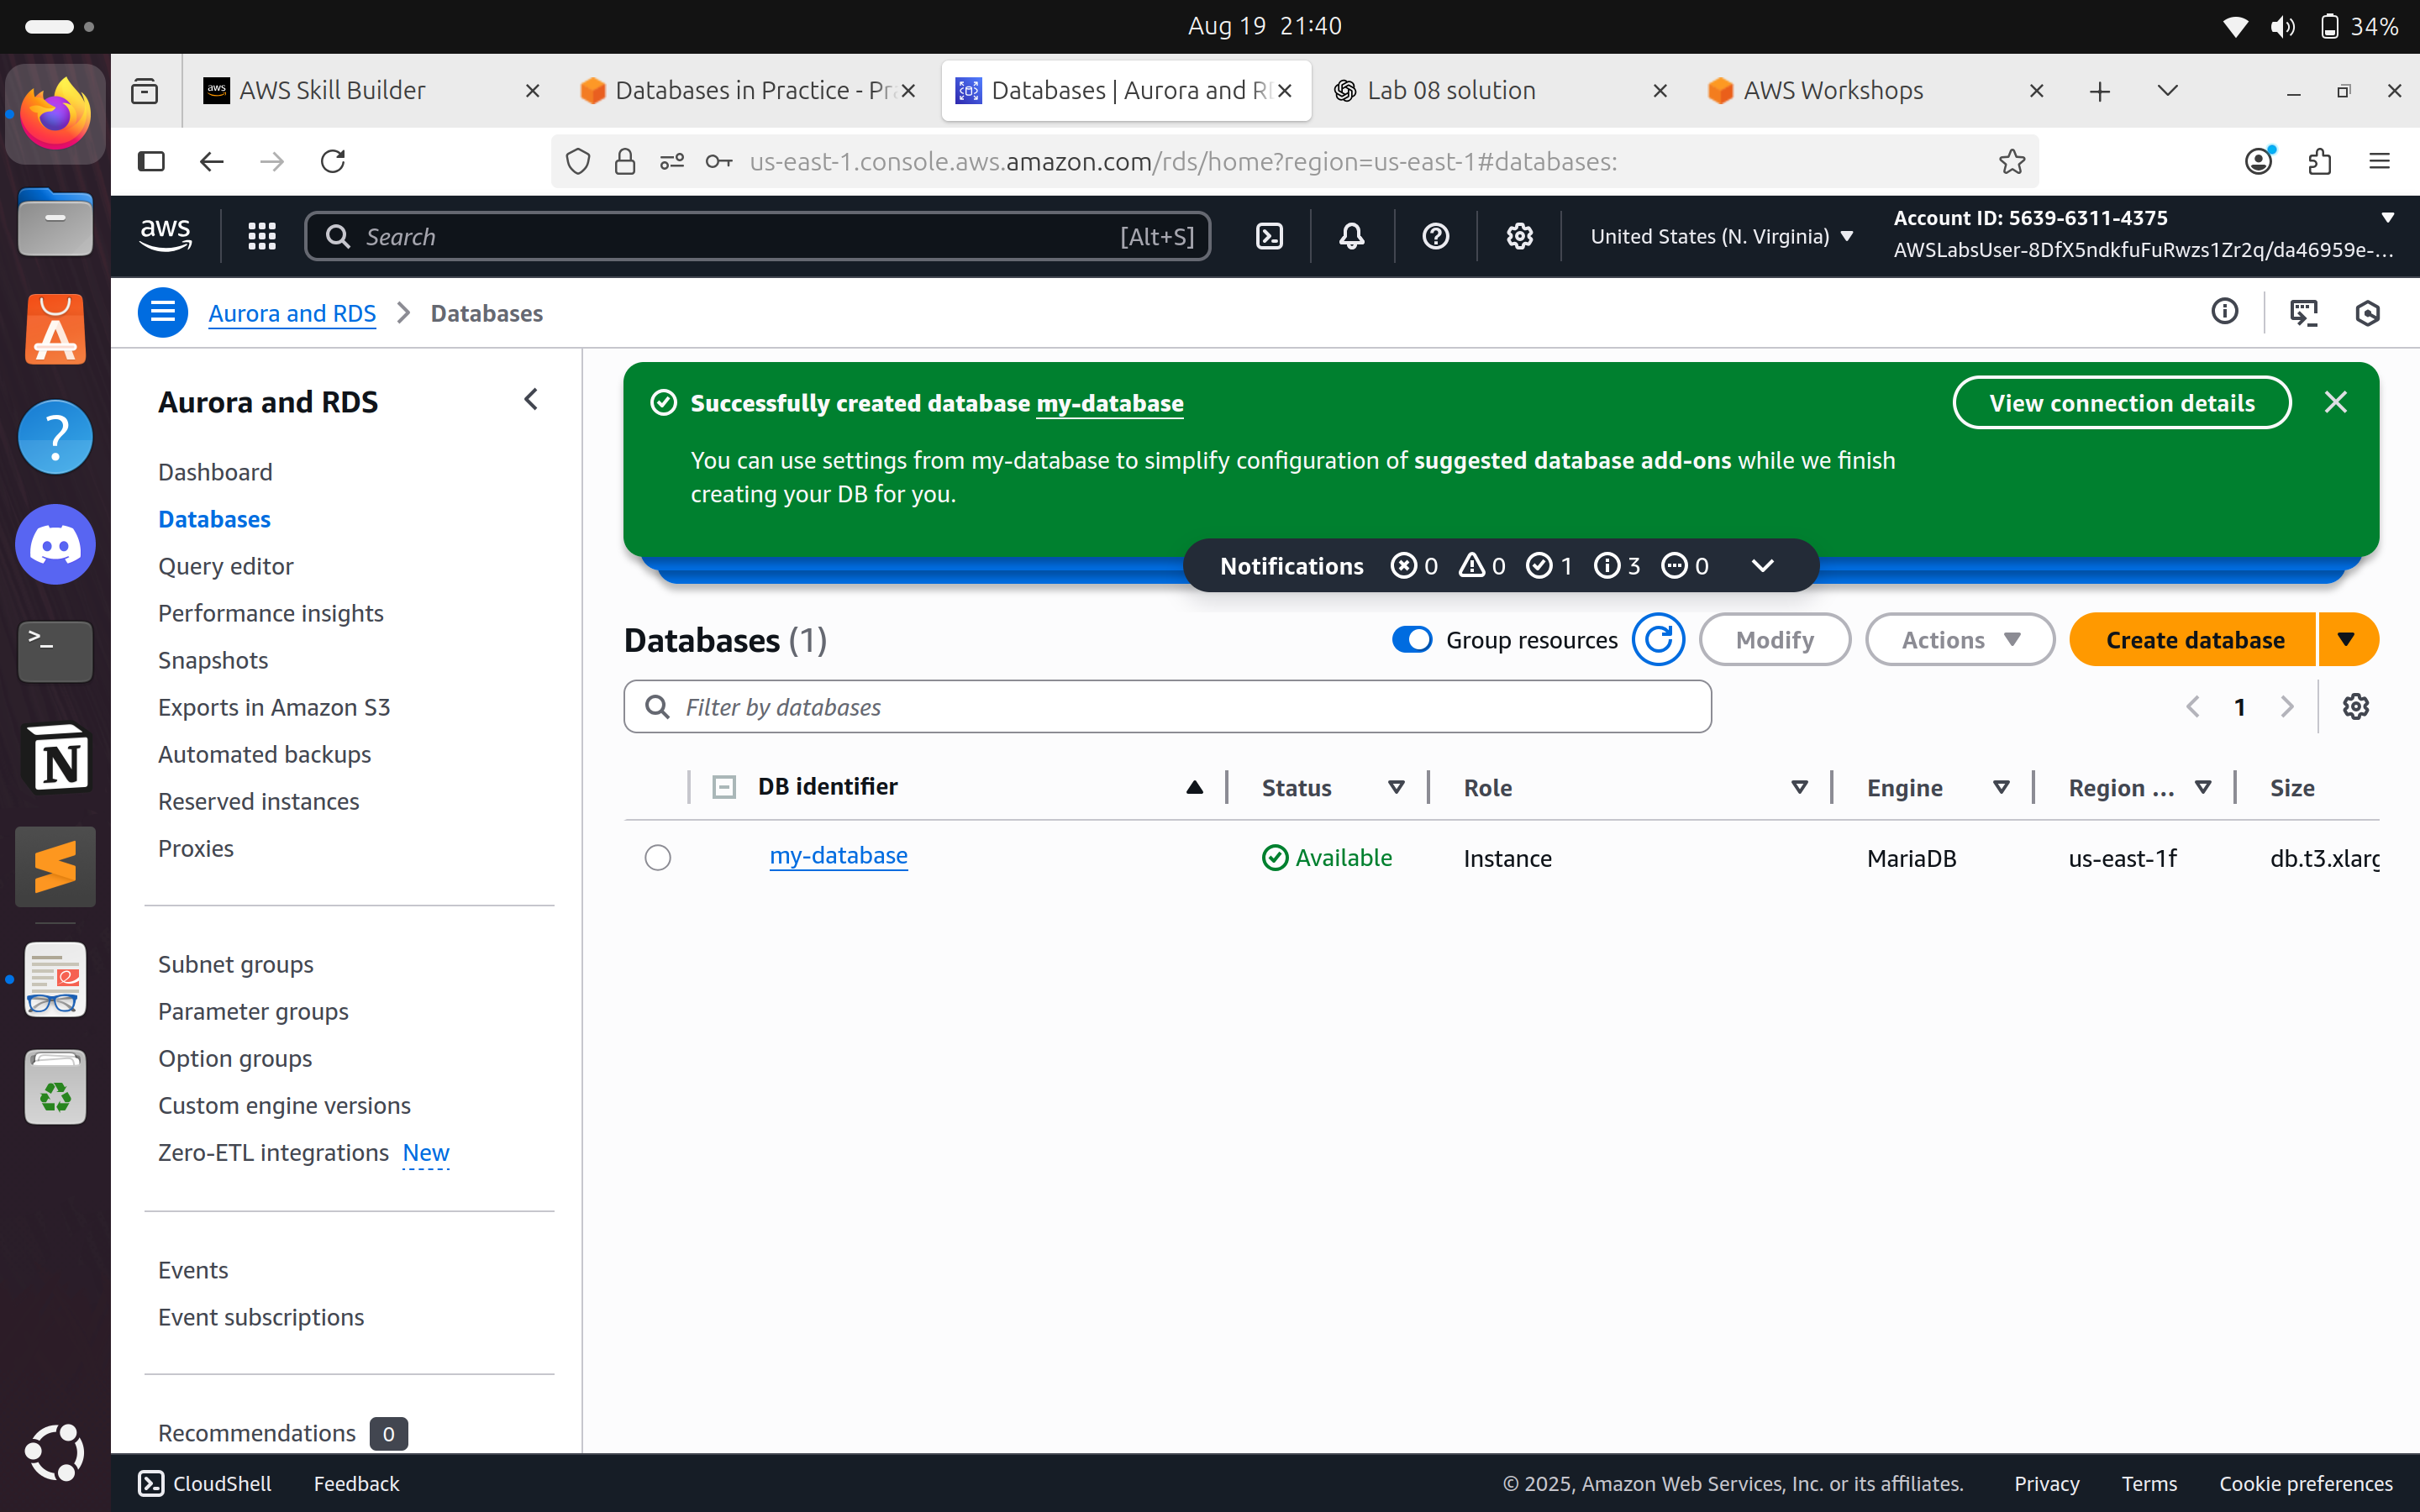 Aug 19 21:40
34%
AWS Skill Builder
Databases in Practice - Pra
Databases | Aurora and RD
Lab 08 solution
AWS Workshops
us-east-1.console.aws.amazon.com/rds/home?region=us-east-1#databases:
aws
Search
[Alt+S]
United States (N. Virginia)
Account ID: 5639-6311-4375
AWSLabsUser-8DfX5ndkfuFuRwzs1Zr2q/da46959e-...
Aurora and RDS
Databases
Aurora and RDS
Dashboard
Databases
Query editor
Performance insights
Snapshots
Exports in Amazon S3
Automated backups
Reserved instances
Proxies
Subnet groups
Parameter groups
Option groups
Custom engine versions
Zero-ETL integrations New
Events
Event subscriptions
Recommendations 0
Successfully created database my-database
View connection details
You can use settings from my-database to simplify configuration of suggested database add-ons while we finish
creating your DB for you.
Notifications 0 0 1 3 0
Databases (1)
Group resources
Modify
Actions
Create database
Filter by databases
1
DB identifier Status Role Engine Region ... Size
my-database Available Instance MariaDB us-east-1f db.t3.xlarg
CloudShell
Feedback
© 2025, Amazon Web Services, Inc. or its affiliates.
Privacy
Terms
Cookie preferences